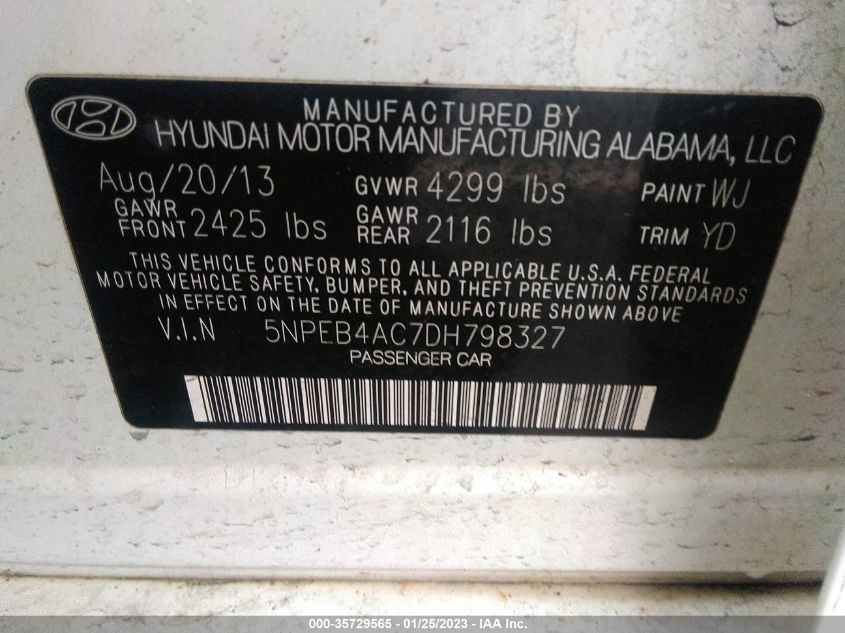 MANUFACTURED BY
HYUNDAI MOTOR MANUFACTURING ALABAMA, LLC
Aug/20/13 GVWR 4299 lbs PAINT WJ
GAWR FRONT 2425 lbs GAWR REAR 2116 lbs TRIM YD
THIS VEHICLE CONFORMS TO ALL APPLICABLE U.S.A. FEDERAL
MOTOR VEHICLE SAFETY, BUMPER, AND THEFT PREVENTION STANDARDS
IN EFFECT ON THE DATE OF MANUFACTURE SHOWN ABOVE
V.I.N 5NPEB4AC7DH798327
PASSENGER CAR
000-35729565 - 01/25/2023 - © IAA Inc.